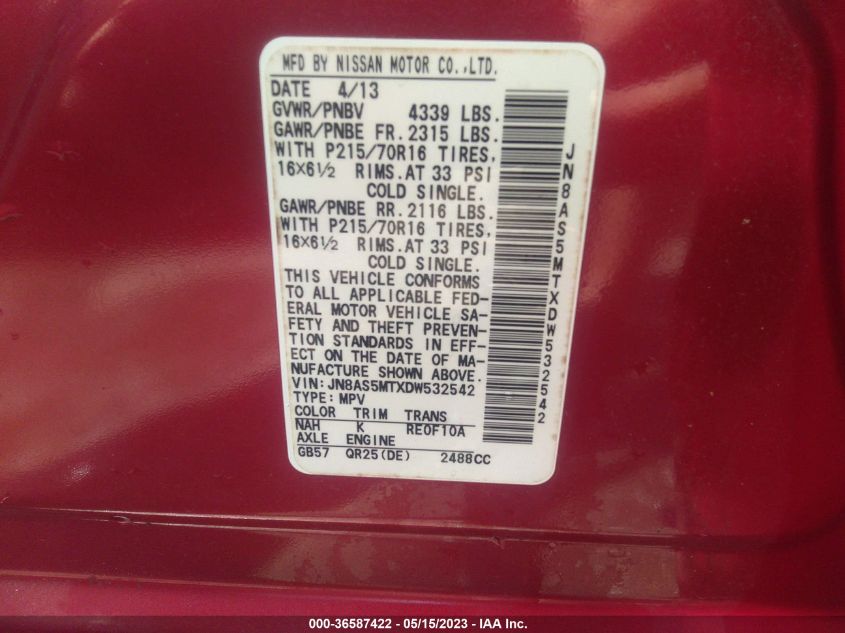 MFD BY NISSAN MOTOR CO.,LTD.
DATE 4/13
GVWR/PNBV 4339 LBS.
GAWR/PNBE FR. 2315 LBS.
WITH P215/70R16 TIRES,
16X6½ RIMS. AT 33 PSI
COLD SINGLE.
GAWR/PNBE RR. 2116 LBS.
WITH P215/70R16 TIRES,
16X6½ RIMS. AT 33 PSI
COLD SINGLE.
THIS VEHICLE CONFORMS
TO ALL APPLICABLE FED-
ERAL MOTOR VEHICLE SA-
FETY AND THEFT PREVEN-
TION STANDARDS IN EFF-
ECT ON THE DATE OF MA-
NUFACTURE SHOWN ABOVE.
VIN: JN8AS5MTXDW532542
TYPE: MPV
COLOR TRIM TRANS
NAH K RE0F10A
AXLE ENGINE
GB57 QR25(DE) 2488CC
JN8AS5MTXDW532542
000-36587422 - 05/15/2023 - IAA Inc.